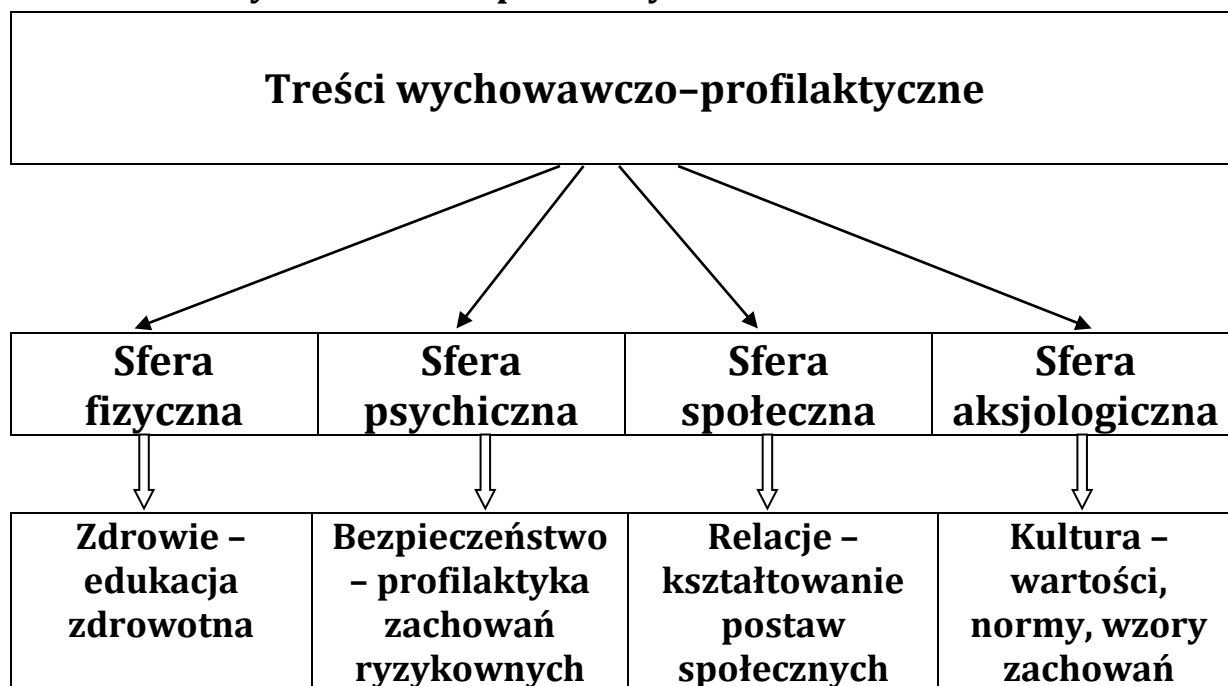 Treści wychowawczo–profilaktyczne
Sfera
fizyczna
Sfera
psychiczna
Sfera
społeczna
Sfera
aksjologiczna
Zdrowie –
edukacja
zdrowotna
Bezpieczeństwo
– profilaktyka
zachowań
ryzykownych
Relacje –
kształtowanie
postaw
społecznych
Kultura –
wartości,
normy, wzory
zachowań